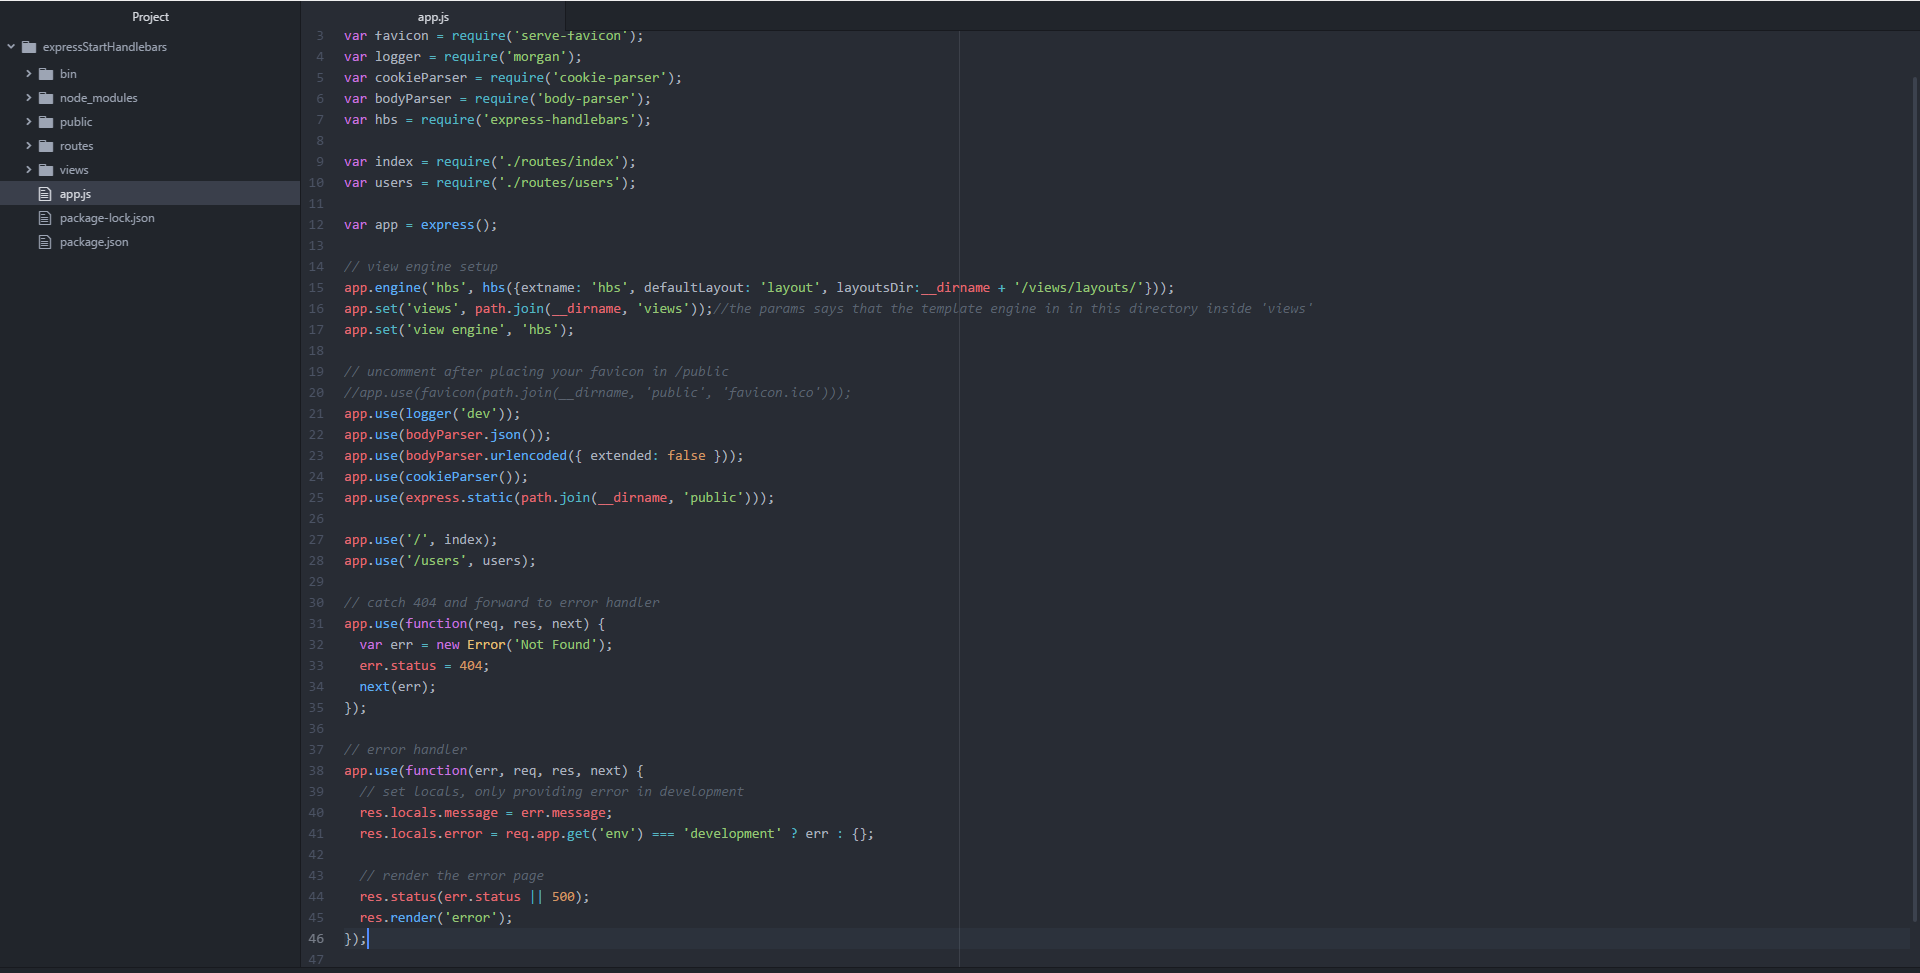 Project
expressStartHandlebars
bin
node_modules
public
routes
views
app.js
package-lock.json
package.json
app.js
3 var favicon = require('serve-favicon');
4 var logger = require('morgan');
5 var cookieParser = require('cookie-parser');
6 var bodyParser = require('body-parser');
7 var hbs = require('express-handlebars');
8
9 var index = require('./routes/index');
10 var users = require('./routes/users');
11
12 var app = express();
13
14 // view engine setup
15 app.engine('hbs', hbs({extname: 'hbs', defaultLayout: 'layout', layoutsDir:__dirname + '/views/layouts/'}));
16 app.set('views', path.join(__dirname, 'views'));//the params says that the template engine in in this directory inside 'views'
17 app.set('view engine', 'hbs');
18
19 // uncomment after placing your favicon in /public
20 //app.use(favicon(path.join(__dirname, 'public', 'favicon.ico')));
21 app.use(logger('dev'));
22 app.use(bodyParser.json());
23 app.use(bodyParser.urlencoded({ extended: false }));
24 app.use(cookieParser());
25 app.use(express.static(path.join(__dirname, 'public')));
26
27 app.use('/', index);
28 app.use('/users', users);
29
30 // catch 404 and forward to error handler
31 app.use(function(req, res, next) {
32   var err = new Error('Not Found');
33   err.status = 404;
34   next(err);
35 });
36
37 // error handler
38 app.use(function(err, req, res, next) {
39   // set locals, only providing error in development
40   res.locals.message = err.message;
41   res.locals.error = req.app.get('env') === 'development' ? err : {};
42
43   // render the error page
44   res.status(err.status || 500);
45   res.render('error');
46 });
47